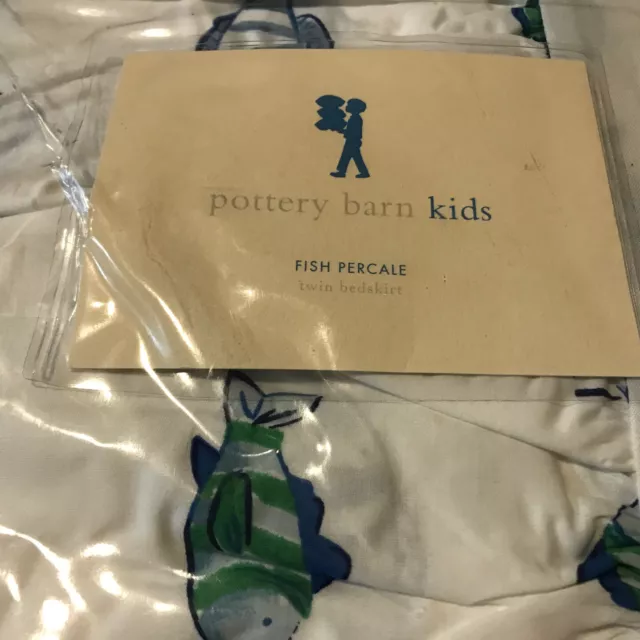 pottery barn kids
FISH PERCALE
twin bedskirt